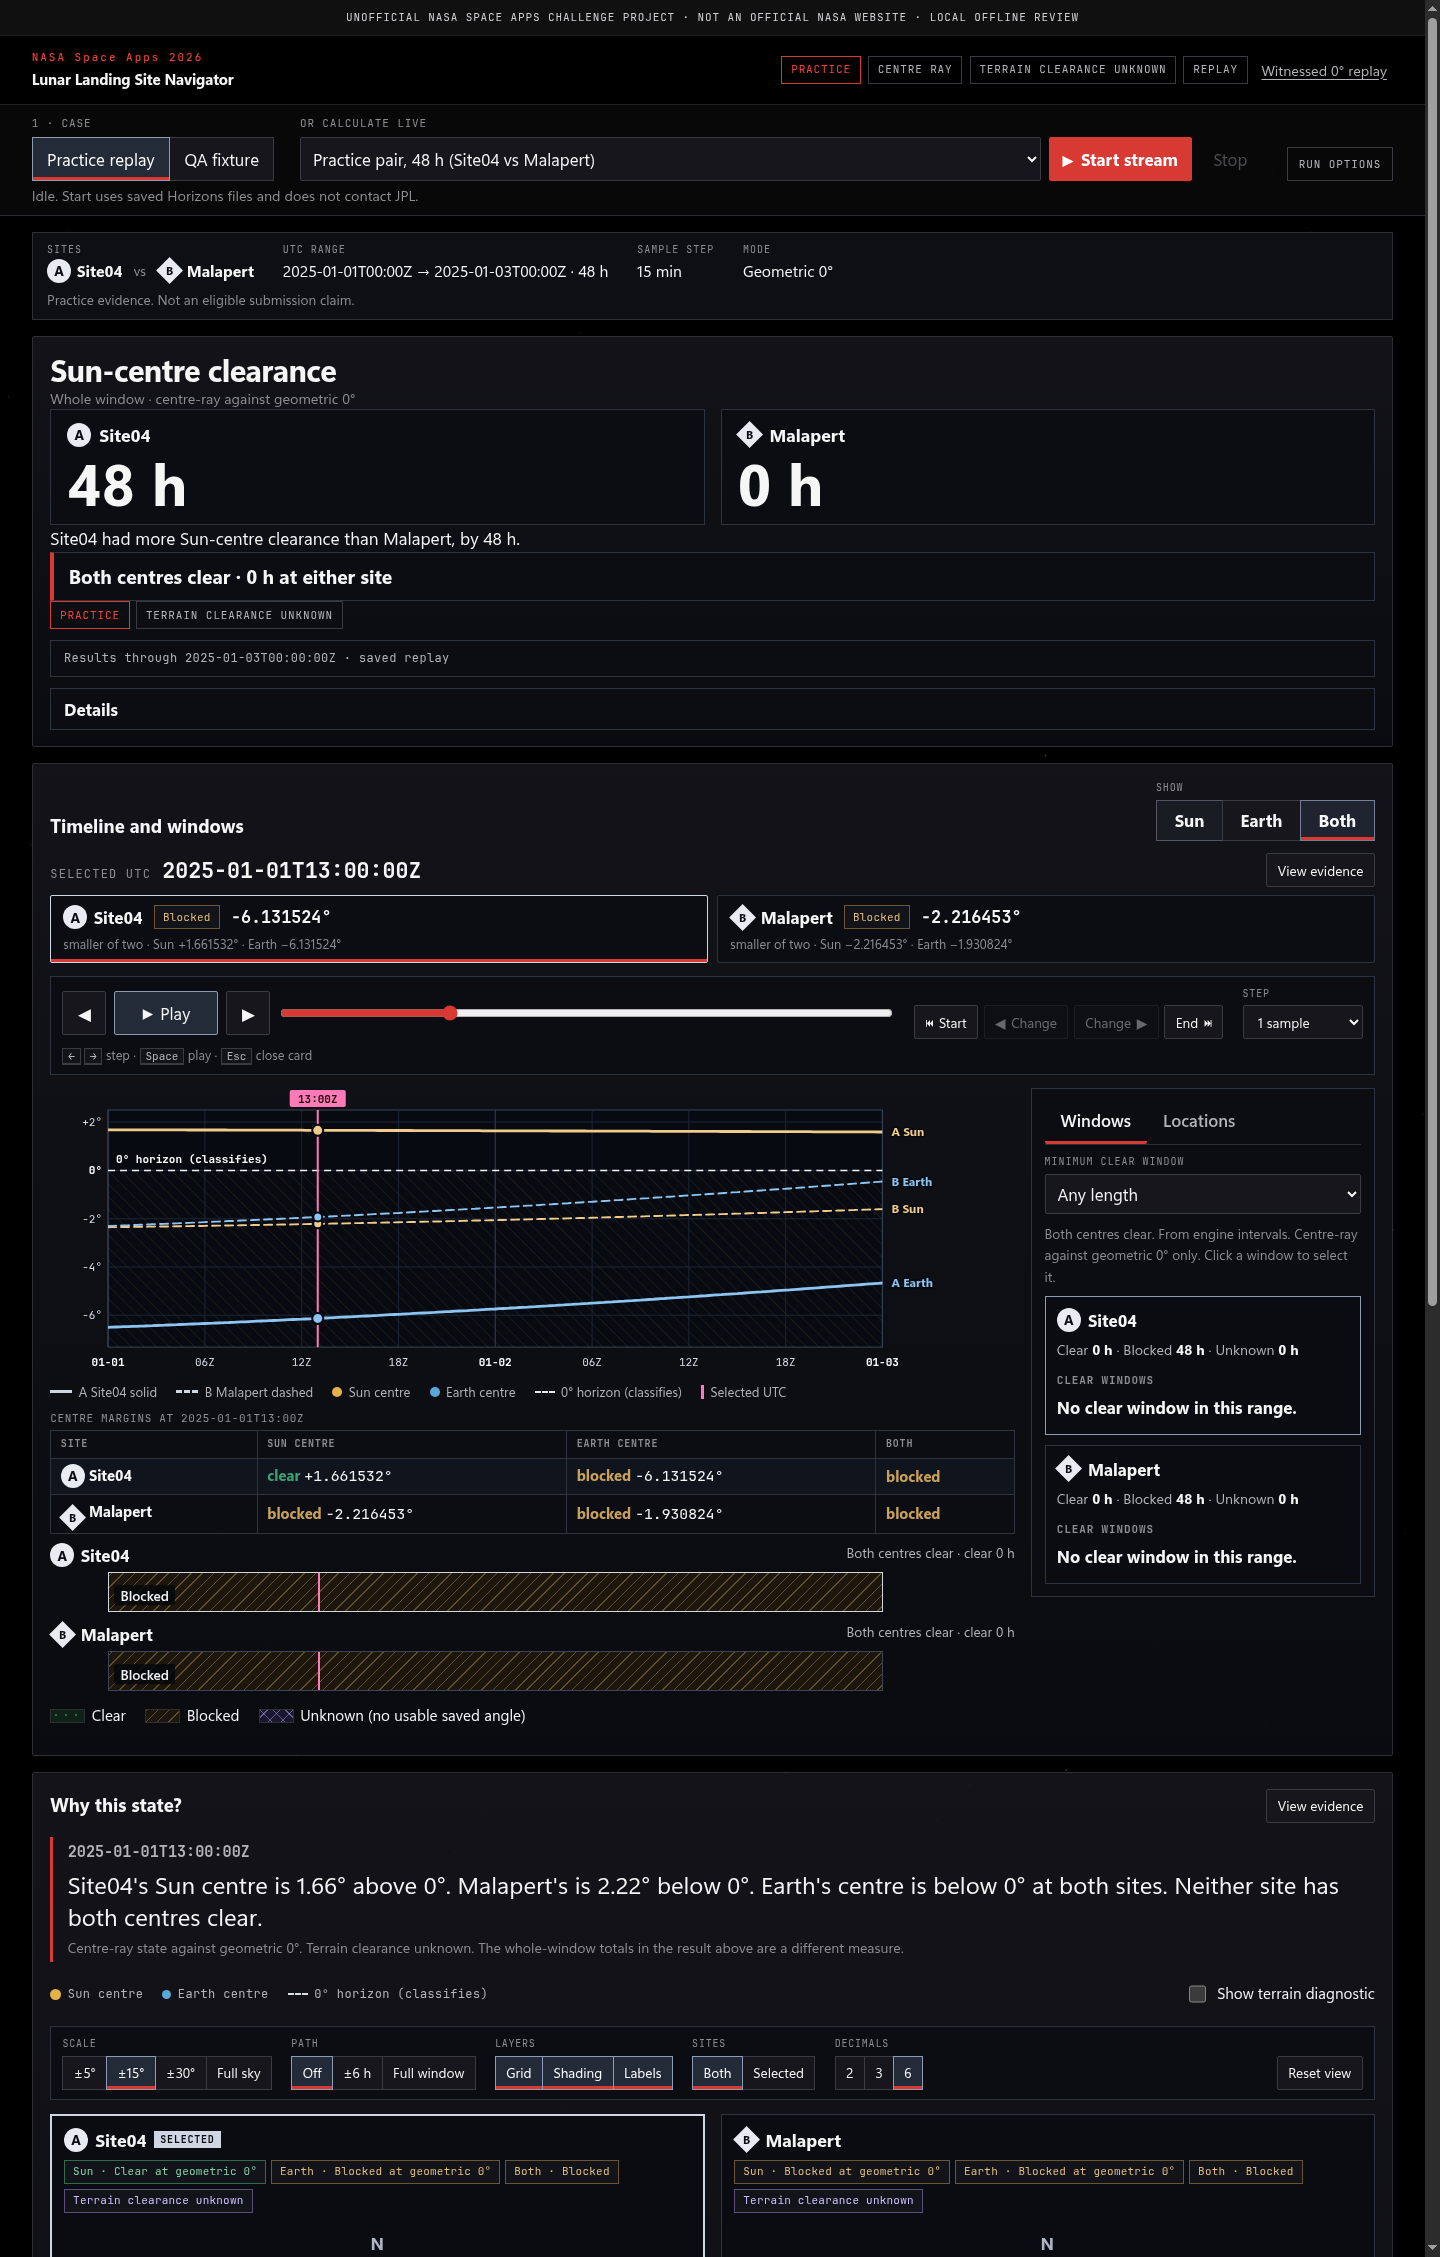 UNOFFICIAL NASA SPACE APPS CHALLENGE PROJECT · NOT AN OFFICIAL NASA WEBSITE · LOCAL OFFLINE REVIEW
NASA Space Apps 2026
Lunar Landing Site Navigator
PRACTICE
CENTRE RAY
TERRAIN CLEARANCE UNKNOWN
REPLAY
Witnessed 0° replay
1 · CASE
OR CALCULATE LIVE
Practice replay
QA fixture
Practice pair, 48 h (Site04 vs Malapert)
▶ Start stream
Stop
RUN OPTIONS
Idle. Start uses saved Horizons files and does not contact JPL.
SITES
UTC RANGE
SAMPLE STEP
MODE
A Site04 vs B Malapert
2025-01-01T00:00Z → 2025-01-03T00:00Z · 48 h
15 min
Geometric 0°
Practice evidence. Not an eligible submission claim.
Sun-centre clearance
Whole window · centre-ray against geometric 0°
A Site04
48 h
B Malapert
0 h
Site04 had more Sun-centre clearance than Malapert, by 48 h.
Both centres clear · 0 h at either site
PRACTICE
TERRAIN CLEARANCE UNKNOWN
Results through 2025-01-03T00:00:00Z · saved replay
Details
SHOW
Timeline and windows
Sun
Earth
Both
SELECTED UTC 2025-01-01T13:00:00Z
View evidence
A Site04 Blocked -6.131524°
smaller of two · Sun +1.661532° · Earth −6.131524°
B Malapert Blocked -2.216453°
smaller of two · Sun −2.216453° · Earth −1.930824°
◀
▶ Play
▶
⏮ Start
◀ Change
Change ▶
End ⏭
STEP
1 sample
← → step · Space play · Esc close card
13:00Z
+2°
0°
-2°
-4°
-6°
0° horizon (classifies)
A Sun
B Earth
B Sun
A Earth
01-01 06Z 12Z 18Z 01-02 06Z 12Z 18Z 01-03
A Site04 solid
B Malapert dashed
Sun centre
Earth centre
0° horizon (classifies)
Selected UTC
CENTRE MARGINS AT 2025-01-01T13:00Z
SITE SUN CENTRE EARTH CENTRE BOTH
A Site04 clear +1.661532° blocked -6.131524° blocked
B Malapert blocked -2.216453° blocked -1.930824° blocked
A Site04
Both centres clear · clear 0 h
Blocked
B Malapert
Both centres clear · clear 0 h
Blocked
Clear
Blocked
Unknown (no usable saved angle)
Windows
Locations
MINIMUM CLEAR WINDOW
Any length
Both centres clear. From engine intervals. Centre-ray
against geometric 0° only. Click a window to select
it.
A Site04
Clear 0 h · Blocked 48 h · Unknown 0 h
CLEAR WINDOWS
No clear window in this range.
B Malapert
Clear 0 h · Blocked 48 h · Unknown 0 h
CLEAR WINDOWS
No clear window in this range.
Why this state?
View evidence
2025-01-01T13:00:00Z
Site04's Sun centre is 1.66° above 0°. Malapert's is 2.22° below 0°. Earth's centre is below 0° at both sites. Neither site has
both centres clear.
Centre-ray state against geometric 0°. Terrain clearance unknown. The whole-window totals in the result above are a different measure.
Sun centre
Earth centre
0° horizon (classifies)
Show terrain diagnostic
SCALE
PATH
LAYERS
SITES
DECIMALS
±5° ±15° ±30° Full sky
Off ±6 h Full window
Grid Shading Labels
Both Selected
2 3 6
Reset view
A Site04 SELECTED
Sun · Clear at geometric 0°
Earth · Blocked at geometric 0°
Both · Blocked
Terrain clearance unknown
N
B Malapert
Sun · Blocked at geometric 0°
Earth · Blocked at geometric 0°
Both · Blocked
Terrain clearance unknown
N